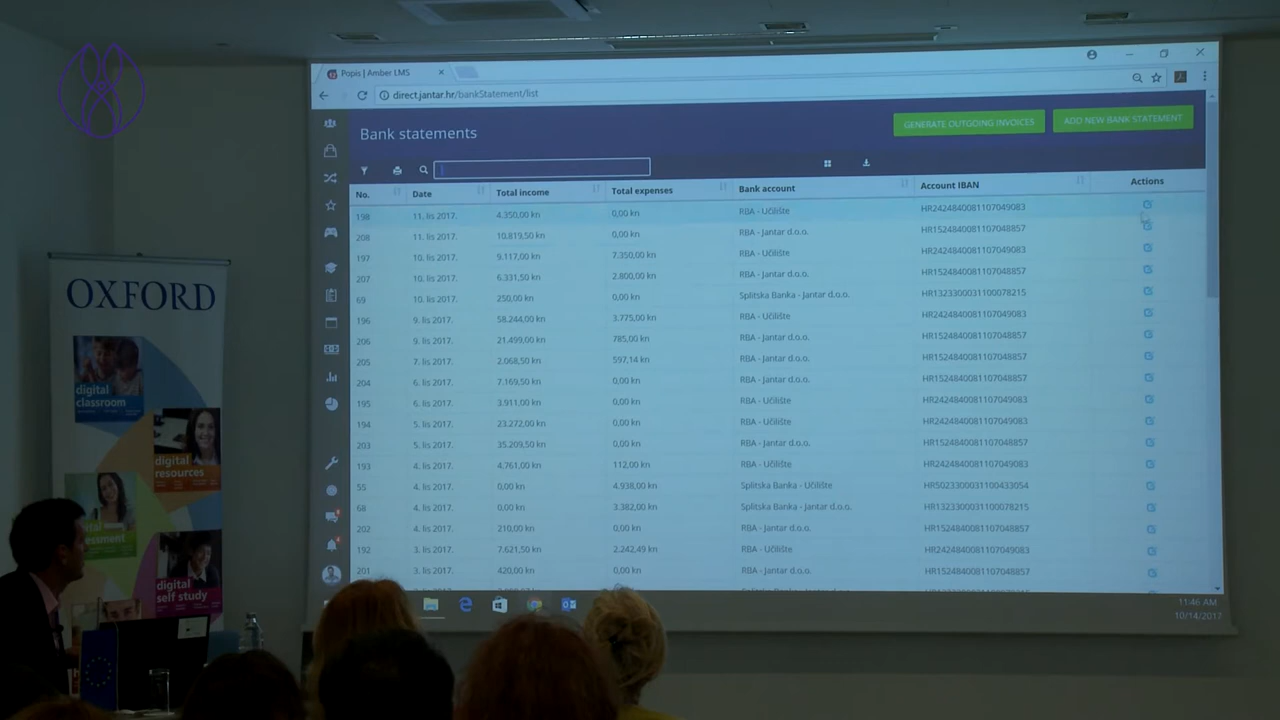 Popis | Amber LMS
direct.jantar.hr/bankStatement/list
Bank statements
GENERATE OUTGOING INVOICES
ADD NEW BANK STATEMENT
No. Date Total income Total expenses Bank account Account IBAN Actions
198 11. lis 2017. 4.350,00 kn 0,00 kn RBA - Učilište HR2424840081107049083
208 11. lis 2017. 10.819,50 kn 0,00 kn RBA - Jantar d.o.o. HR1524840081107048857
197 10. lis 2017. 9.117,00 kn 7.350,00 kn RBA - Učilište HR2424840081107049083
207 10. lis 2017. 6.331,50 kn 2.800,00 kn RBA - Jantar d.o.o. HR1524840081107048857
69 10. lis 2017. 250,00 kn 0,00 kn Splitska Banka - Jantar d.o.o. HR1323300031100078215
196 9. lis 2017. 58.244,00 kn 3.775,00 kn RBA - Učilište HR2424840081107049083
206 9. lis 2017. 21.499,00 kn 785,00 kn RBA - Jantar d.o.o. HR1524840081107048857
205 7. lis 2017. 2.068,50 kn 597,14 kn RBA - Jantar d.o.o. HR1524840081107048857
204 6. lis 2017. 7.169,50 kn 0,00 kn RBA - Jantar d.o.o. HR1524840081107048857
195 6. lis 2017. 3.911,00 kn 0,00 kn RBA - Učilište HR2424840081107049083
194 5. lis 2017. 23.272,00 kn 0,00 kn RBA - Učilište HR2424840081107049083
203 5. lis 2017. 35.209,50 kn 0,00 kn RBA - Jantar d.o.o. HR1524840081107048857
193 4. lis 2017. 4.761,00 kn 112,00 kn RBA - Učilište HR2424840081107049083
55 4. lis 2017. 0,00 kn 4.938,00 kn Splitska Banka - Učilište HR5023300031100433054
68 4. lis 2017. 0,00 kn 3.382,00 kn Splitska Banka - Jantar d.o.o. HR1323300031100078215
202 4. lis 2017. 210,00 kn 0,00 kn RBA - Jantar d.o.o. HR1524840081107048857
192 3. lis 2017. 7.621,50 kn 2.242,49 kn RBA - Učilište HR2424840081107049083
201 3. lis 2017. 420,00 kn 0,00 kn RBA - Jantar d.o.o. HR1524840081107048857
11:46 AM
10/14/2017
OXFORD
digital
classroom
digital
resources
digital
self study